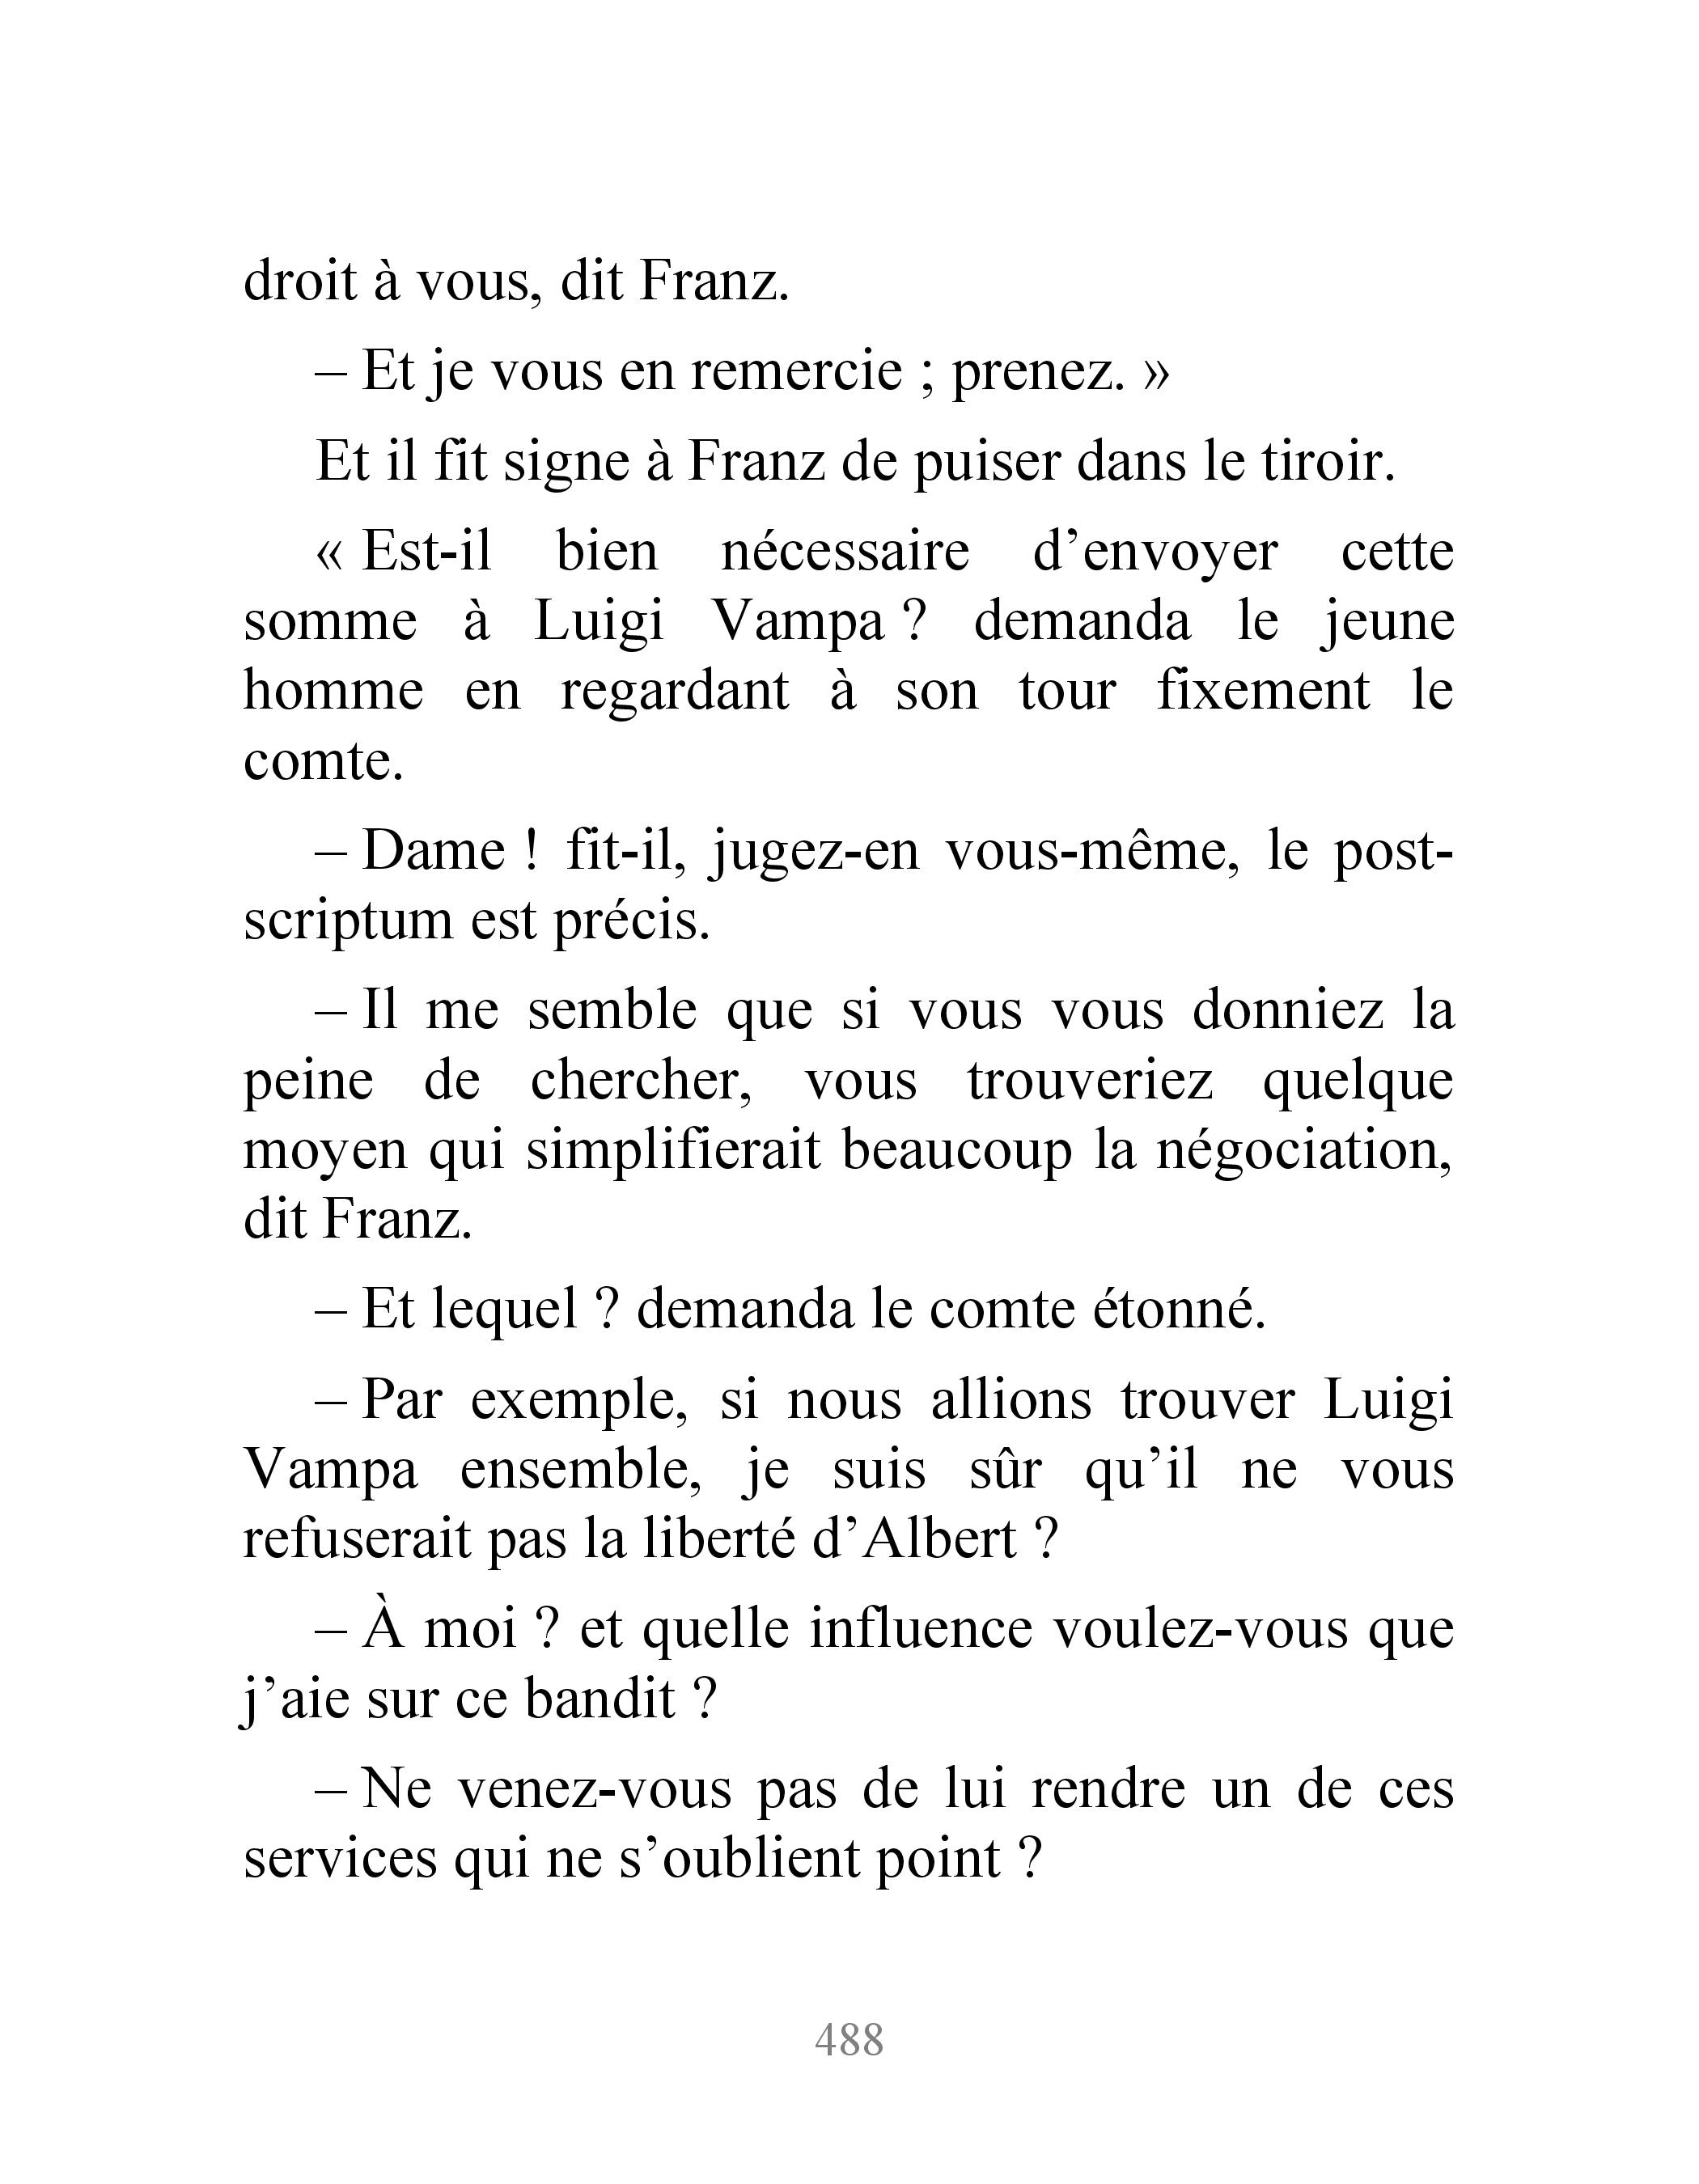 droit à vous, dit Franz.
– Et je vous en remercie ; prenez. »
Et il fit signe à Franz de puiser dans le tiroir.
« Est-il bien nécessaire d’envoyer cette
somme à Luigi Vampa ? demanda le jeune
homme en regardant à son tour fixement le
comte.
– Dame ! fit-il, jugez-en vous-même, le post-
scriptum est précis.
– Il me semble que si vous vous donniez la
peine de chercher, vous trouveriez quelque
moyen qui simplifierait beaucoup la négociation,
dit Franz.
– Et lequel ? demanda le comte étonné.
– Par exemple, si nous allions trouver Luigi
Vampa ensemble, je suis sûr qu’il ne vous
refuserait pas la liberté d’Albert ?
– À moi ? et quelle influence voulez-vous que
j’aie sur ce bandit ?
– Ne venez-vous pas de lui rendre un de ces
services qui ne s’oublient point ?
488